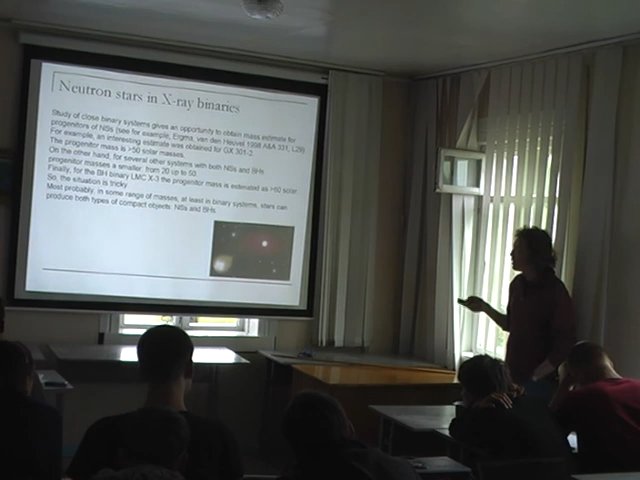 Neutron stars in X-ray binaries
Study of close binary systems gives an opportunity to obtain mass estimate for
progenitors of NSs (see for example, Ergma, van den Heuvel 1998 A&A 331, L29).
For example, an interesting estimate was obtained for GX 301-2.
The progenitor mass is >50 solar masses.
On the other hand, for several other systems with both NSs and BHs
progenitor masses a smaller: from 20 up to 50.
Finally, for the BH binary LMC X-3 the progenitor mass is estimated as >60 solar.
So, the situation is tricky.
Most probably, in some range of masses, at least in binary systems, stars can
produce both types of compact objects: NSs and BHs.